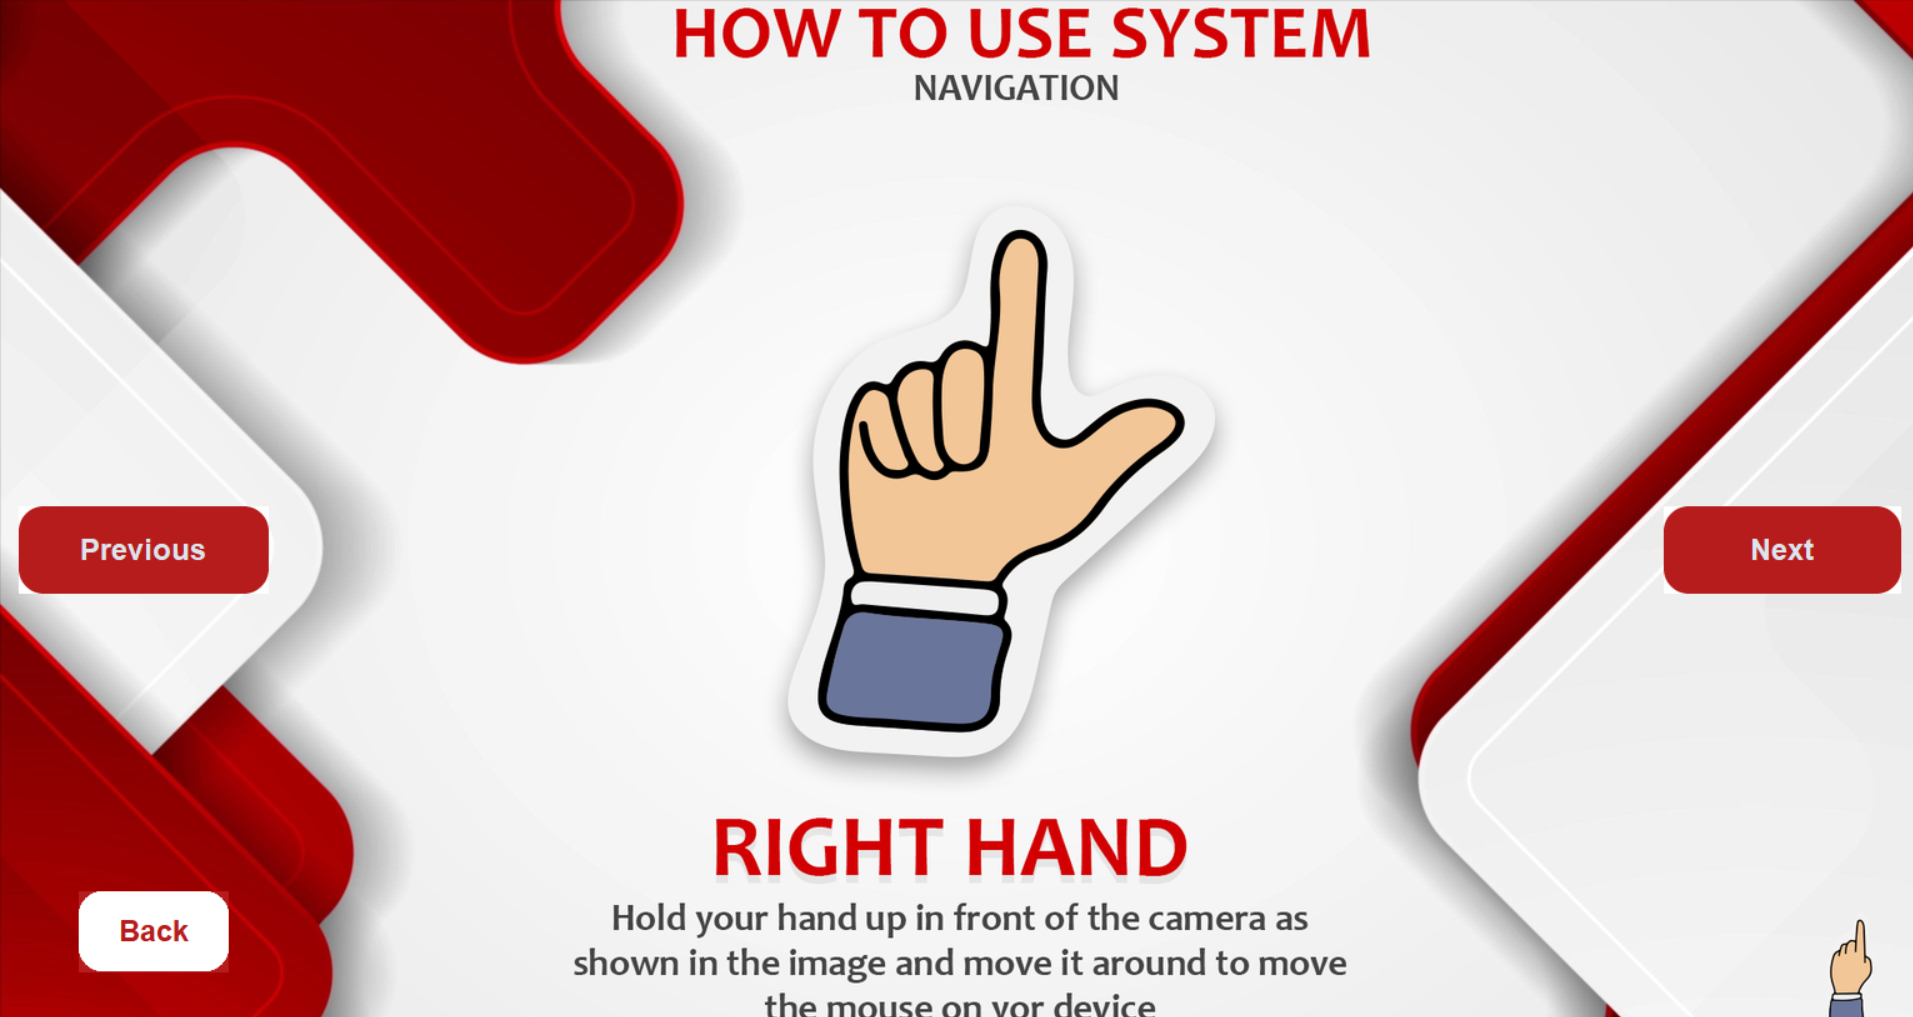 HOW TO USE SYSTEM
NAVIGATION
Previous
Next
RIGHT HAND
Hold your hand up in front of the camera as
shown in the image and move it around to move
the mouse on yor device
Back